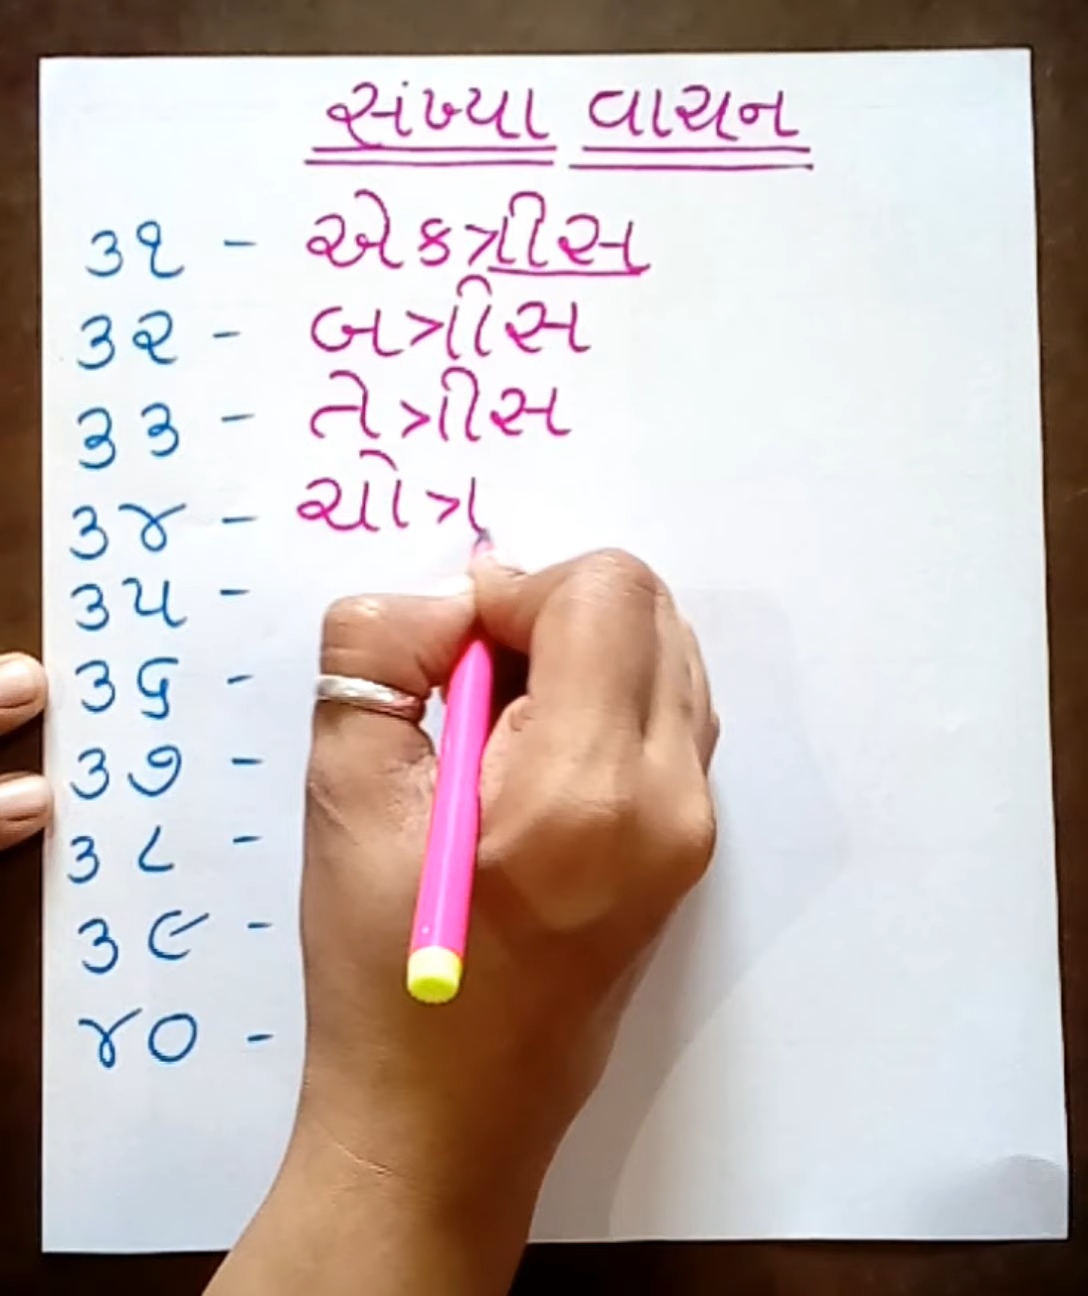 સંખ્યા વાચન
૩૧ - એકત્રીસ
૩૨ - બત્રીસ
૩૩ - તેત્રીસ
૩૪ - ચોત્ર
૩૫ -
૩૬ -
૩૭ -
૩૮ -
૩૯ -
૪૦ -